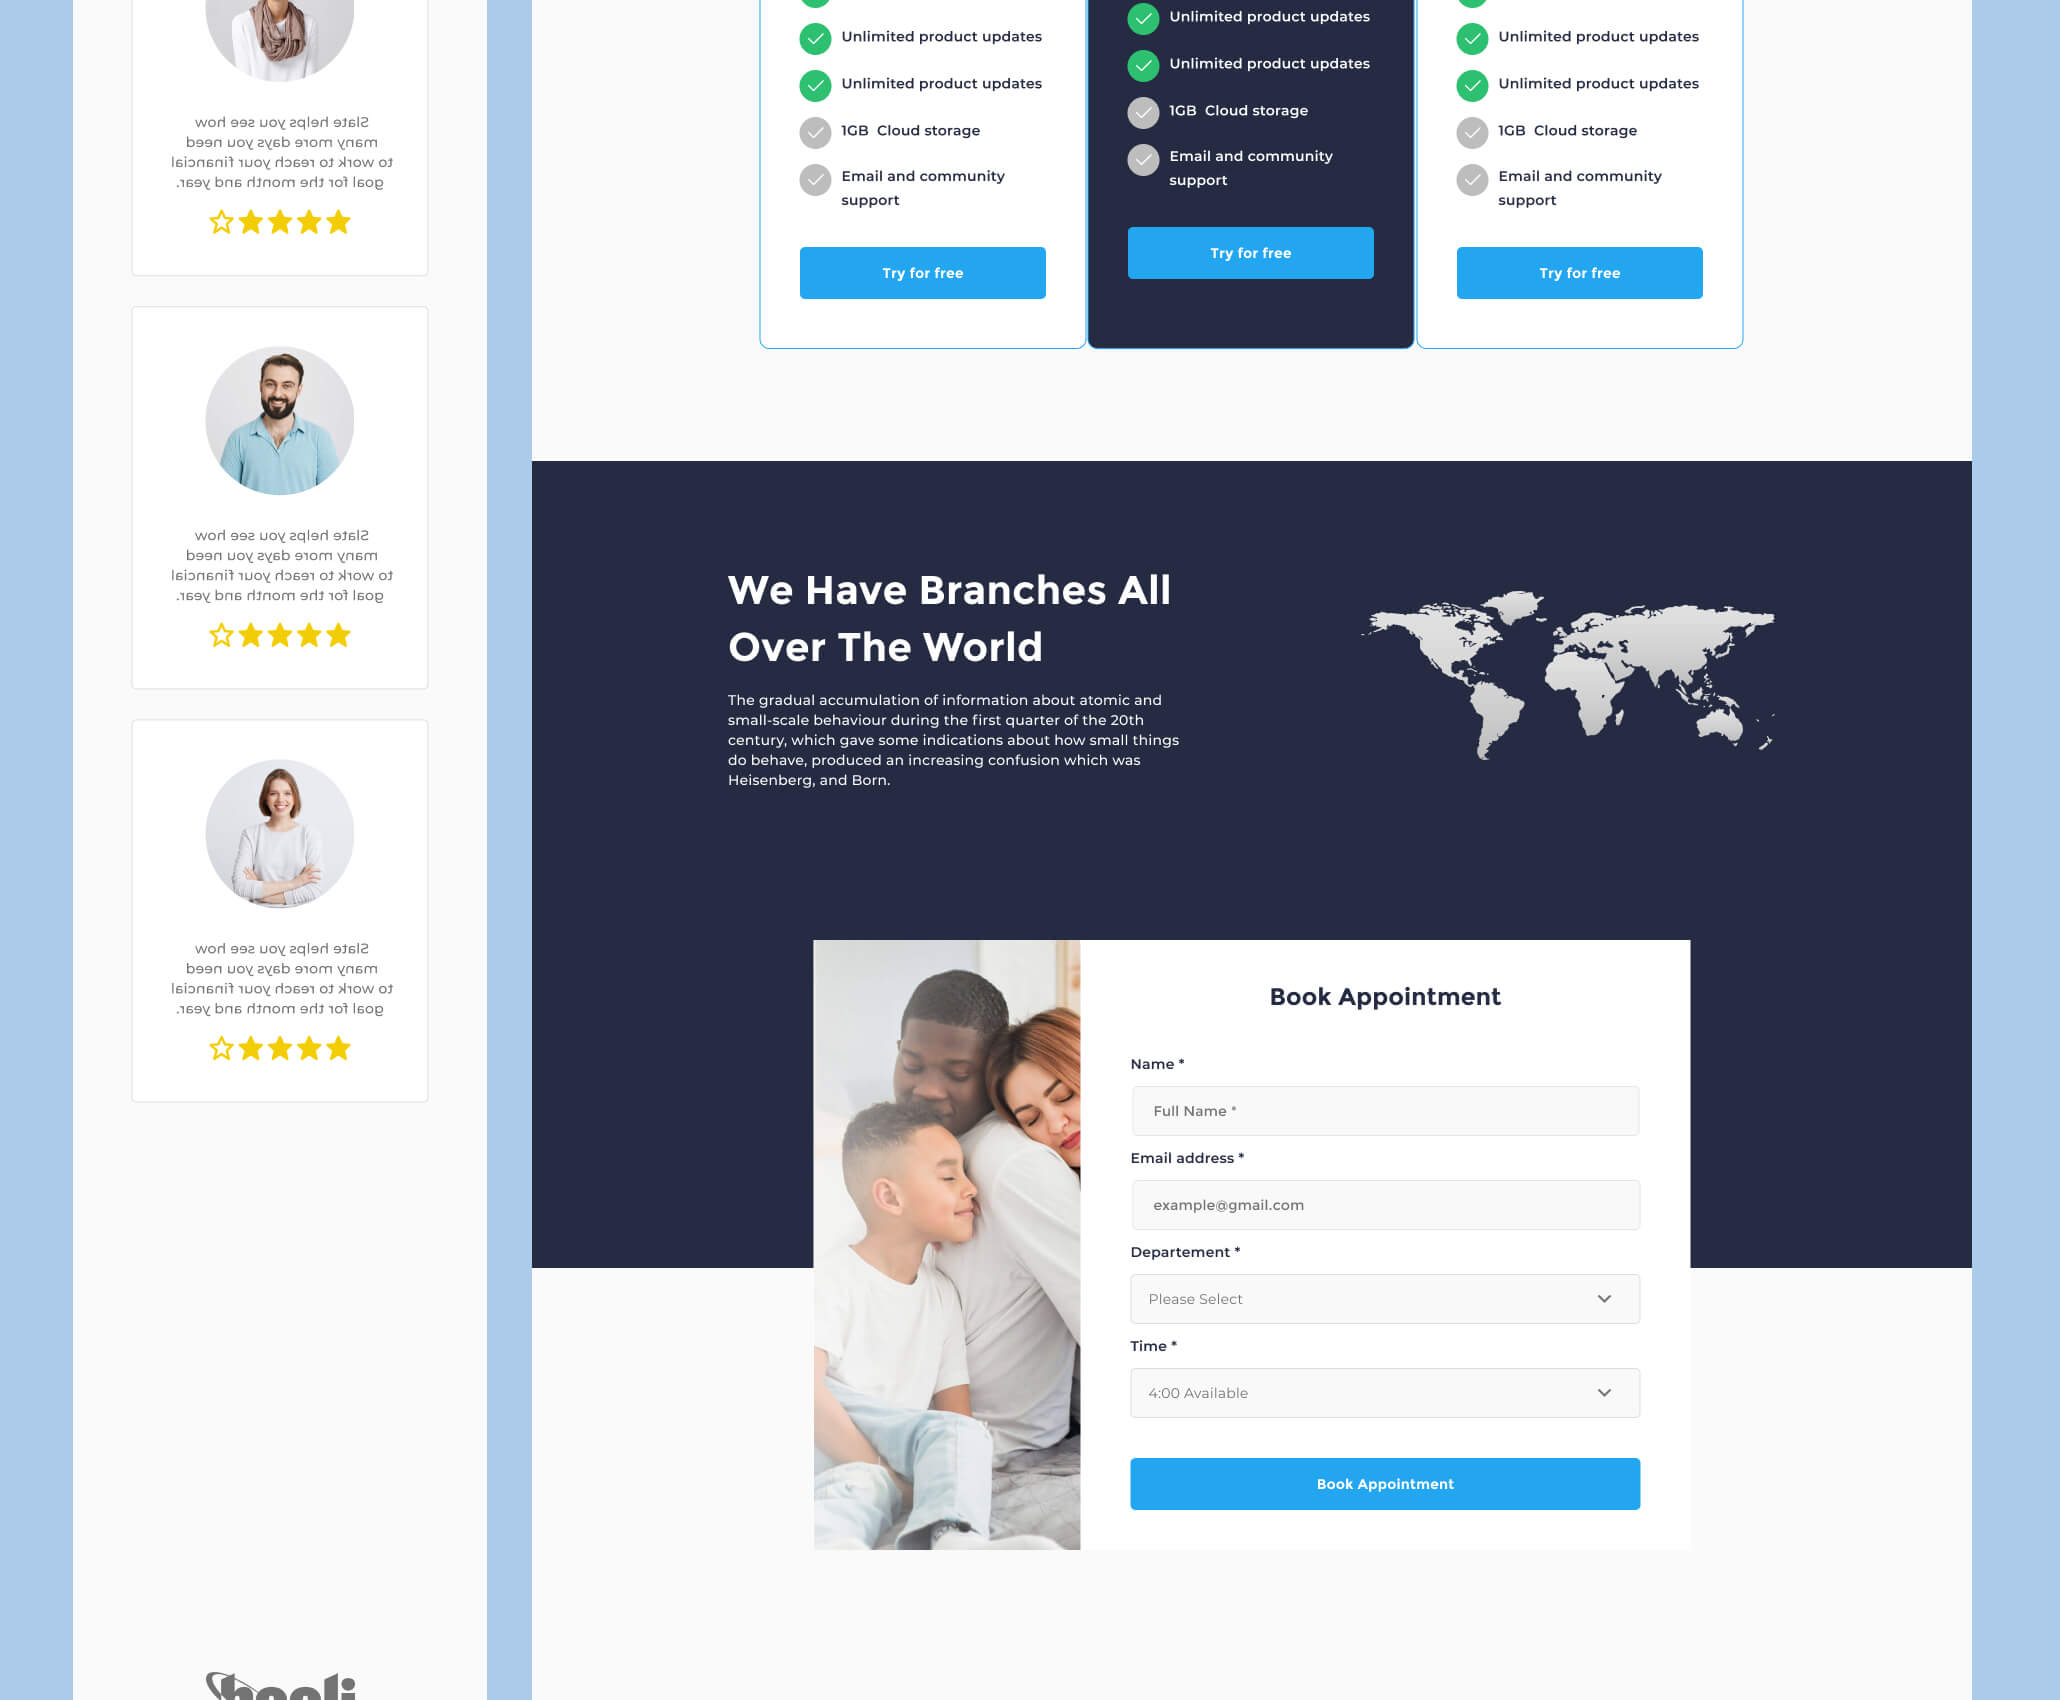 Slate helps you see how
many more days you need
to work to reach your financial
goal for the month and year.
Slate helps you see how
many more days you need
to work to reach your financial
goal for the month and year.
Slate helps you see how
many more days you need
to work to reach your financial
goal for the month and year.
hooli
Unlimited product updates
Unlimited product updates
1GB Cloud storage
Email and community
support
Try for free
Unlimited product updates
Unlimited product updates
1GB Cloud storage
Email and community
support
Try for free
Unlimited product updates
Unlimited product updates
1GB Cloud storage
Email and community
support
Try for free
We Have Branches All
Over The World
The gradual accumulation of information about atomic and
small-scale behaviour during the first quarter of the 20th
century, which gave some indications about how small things
do behave, produced an increasing confusion which was
Heisenberg, and Born.
Book Appointment
Name *
Full Name *
Email address *
example@gmail.com
Departement *
Please Select
Time *
4:00 Available
Book Appointment